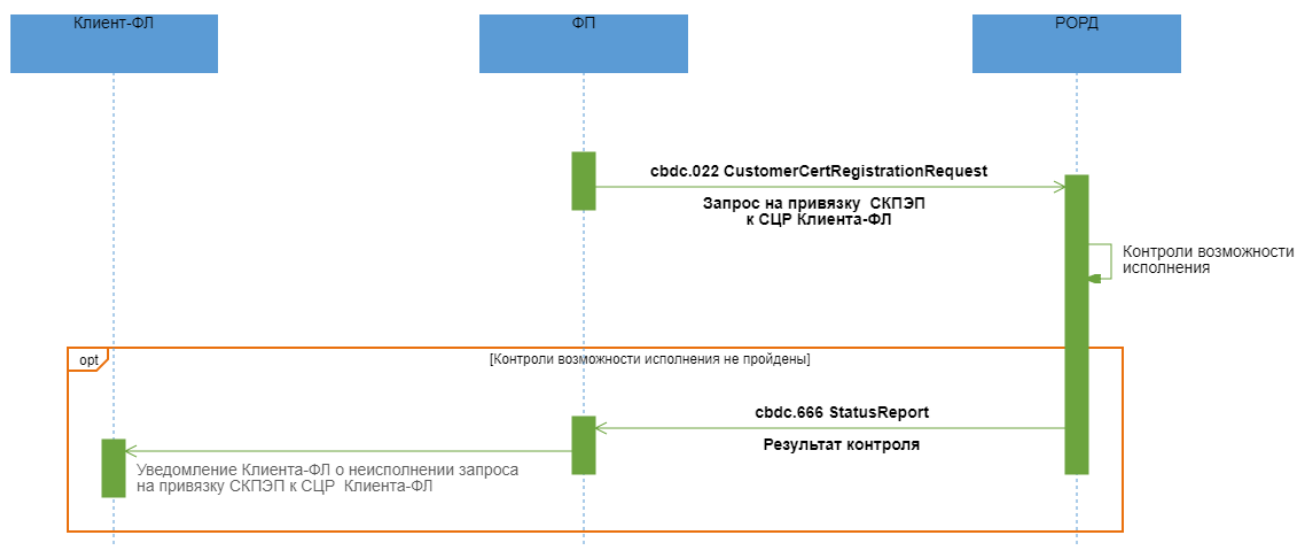 Клиент-ФЛ
ФП
РОРД
cbdc.022 CustomerCertRegistrationRequest
Запрос на привязку СКПЭП
к СЦР Клиента-ФЛ
Контроли возможности
исполнения
opt
[Контроли возможности исполнения не пройдены]
cbdc.666 StatusReport
Результат контроля
Уведомление Клиента-ФЛ о неисполнении запроса
на привязку СКПЭП к СЦР Клиента-ФЛ